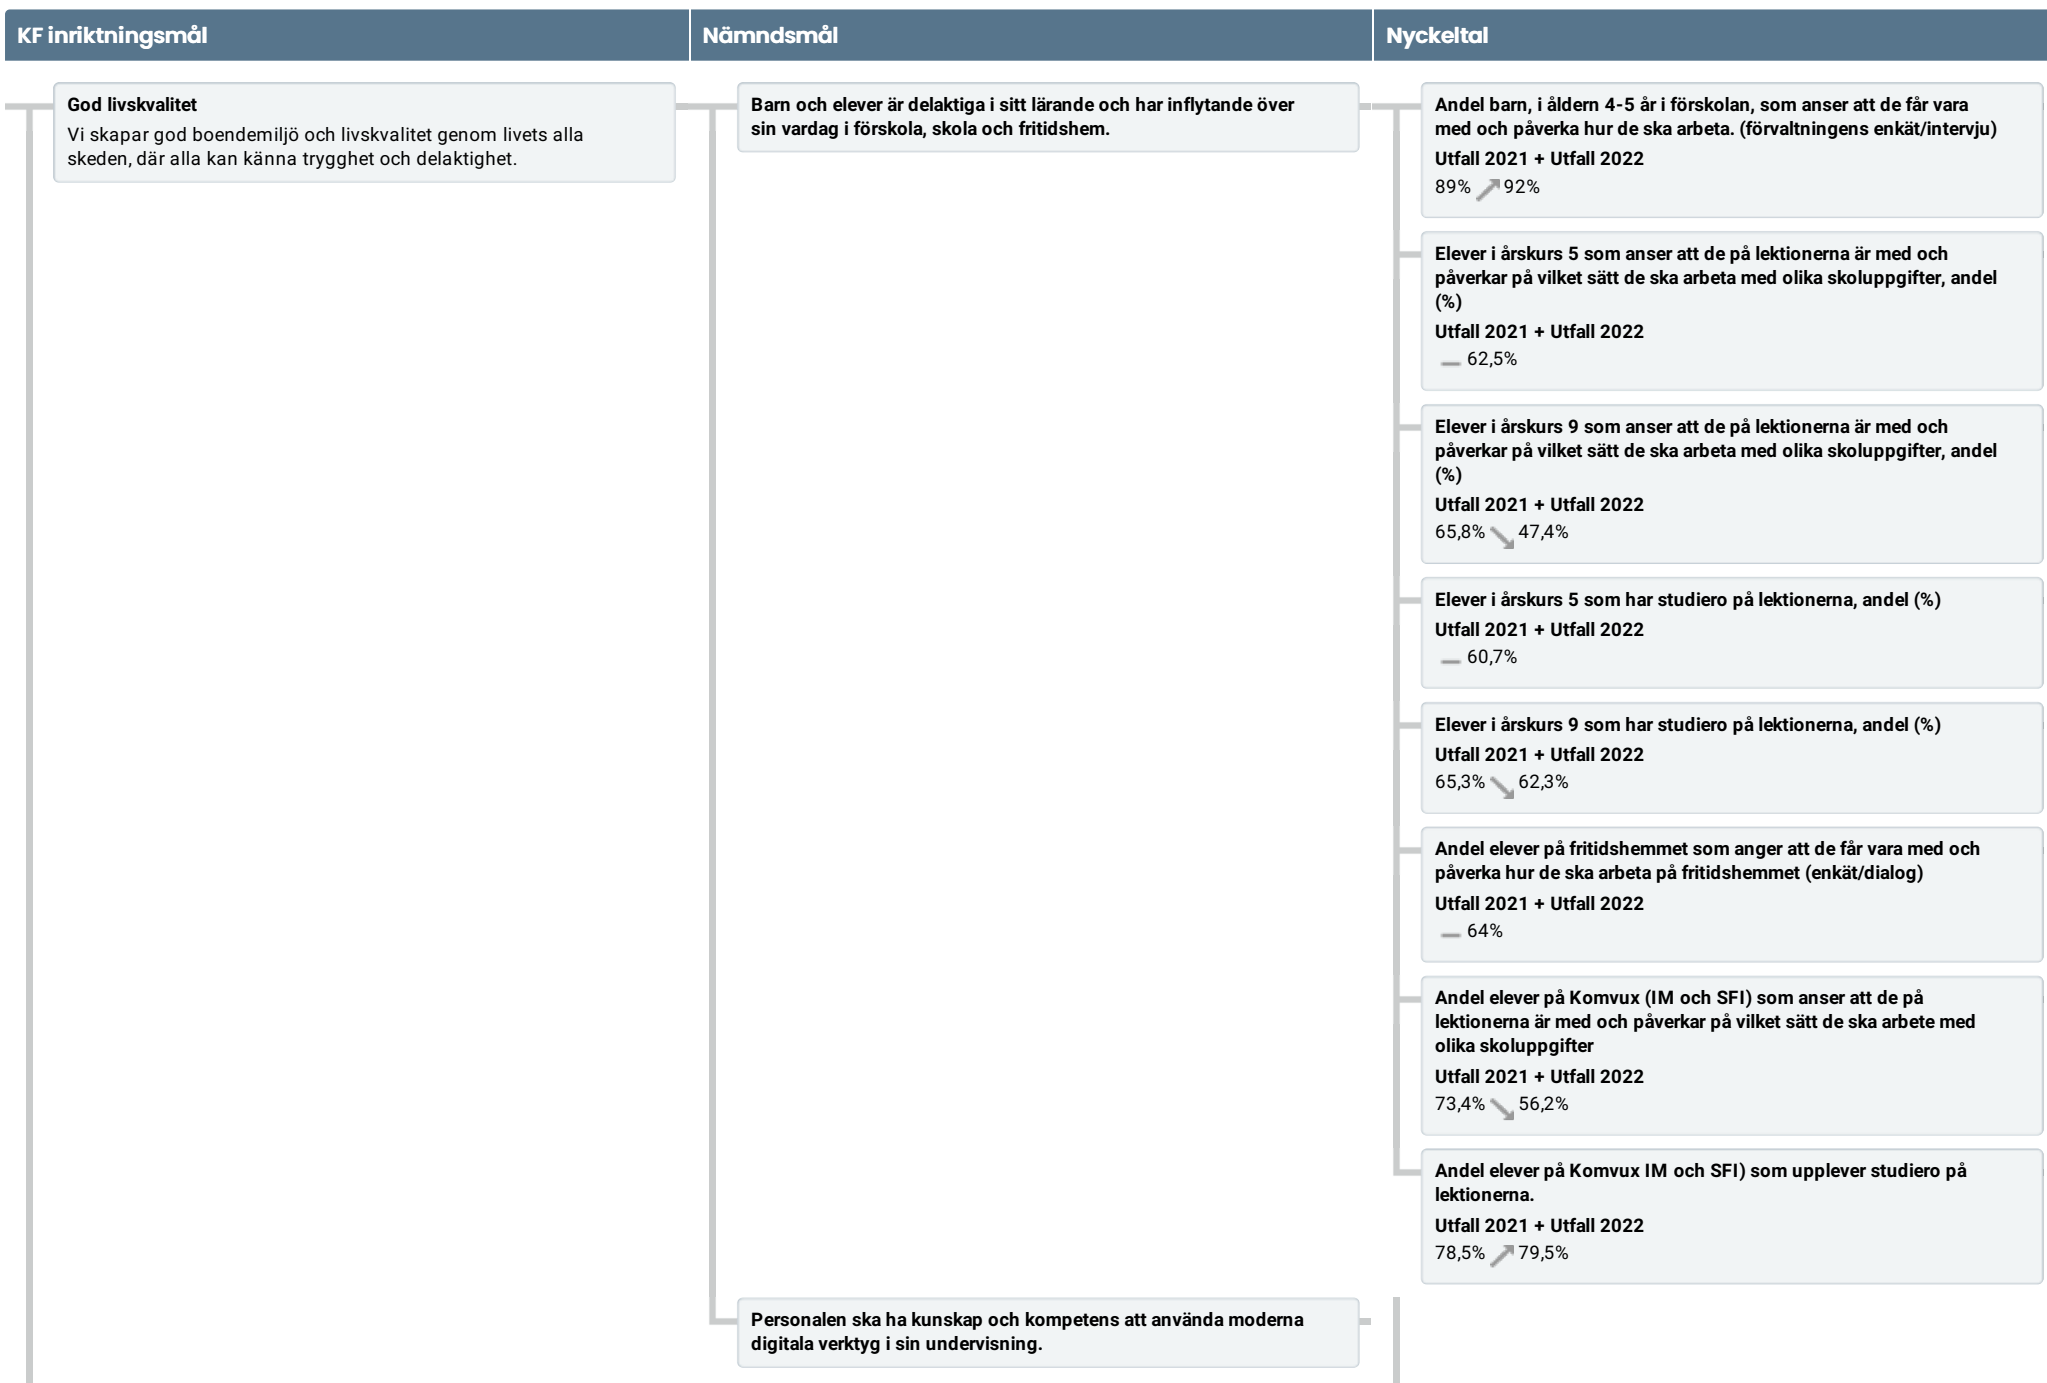 KF inriktningsmål
Nämndsmål
Nyckeltal
God livskvalitet
Vi skapar god boendemiljö och livskvalitet genom livets alla
skeden, där alla kan känna trygghet och delaktighet.
Barn och elever är delaktiga i sitt lärande och har inflytande över
sin vardag i förskola, skola och fritidshem.
Andel barn, i åldern 4-5 år i förskolan, som anser att de får vara
med och påverka hur de ska arbeta. (förvaltningens enkät/intervju)
Utfall 2021 + Utfall 2022
89% 92%
Elever i årskurs 5 som anser att de på lektionerna är med och
påverkar på vilket sätt de ska arbeta med olika skoluppgifter, andel
(%)
Utfall 2021 + Utfall 2022
62,5%
Elever i årskurs 9 som anser att de på lektionerna är med och
påverkar på vilket sätt de ska arbeta med olika skoluppgifter, andel
(%)
Utfall 2021 + Utfall 2022
65,8% 47,4%
Elever i årskurs 5 som har studiero på lektionerna, andel (%)
Utfall 2021 + Utfall 2022
60,7%
Elever i årskurs 9 som har studiero på lektionerna, andel (%)
Utfall 2021 + Utfall 2022
65,3% 62,3%
Andel elever på fritidshemmet som anger att de får vara med och
påverka hur de ska arbeta på fritidshemmet (enkät/dialog)
Utfall 2021 + Utfall 2022
64%
Andel elever på Komvux (IM och SFI) som anser att de på
lektionerna är med och påverkar på vilket sätt de ska arbete med
olika skoluppgifter
Utfall 2021 + Utfall 2022
73,4% 56,2%
Andel elever på Komvux IM och SFI) som upplever studiero på
lektionerna.
Utfall 2021 + Utfall 2022
78,5% 79,5%
Personalen ska ha kunskap och kompetens att använda moderna
digitala verktyg i sin undervisning.